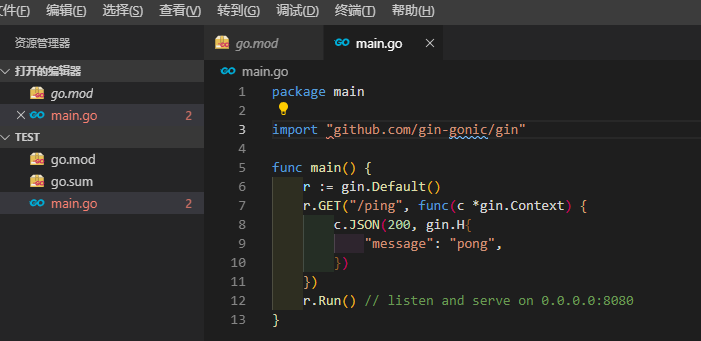 文件(F) 编辑(E) 选择(S) 查看(V) 转到(G) 调试(D) 终端(T) 帮助(H)
资源管理器
打开的编辑器
go.mod
main.go 2
TEST
go.mod
go.sum
main.go 2
go.mod main.go
main.go
1 package main
2
3 import "github.com/gin-gonic/gin"
4
5 func main() {
6 r := gin.Default()
7 r.GET("/ping", func(c *gin.Context) {
8 c.JSON(200, gin.H{
9 "message": "pong",
10 })
11 })
12 r.Run() // listen and serve on 0.0.0.0:8080
13 }